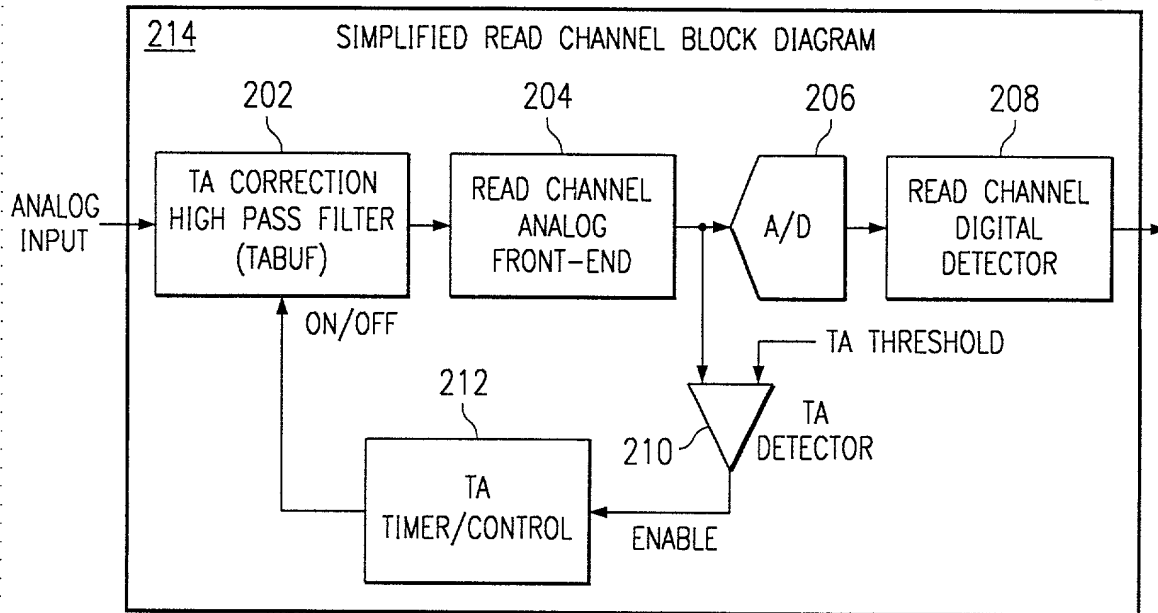 214
SIMPLIFIED READ CHANNEL BLOCK DIAGRAM
202
204
206
208
ANALOG
INPUT
TA CORRECTION
HIGH PASS FILTER
(TABUF)
READ CHANNEL
ANALOG
FRONT-END
A/D
READ CHANNEL
DIGITAL
DETECTOR
ON/OFF
TA THRESHOLD
212
210
TA
DETECTOR
TA
TIMER/CONTROL
ENABLE